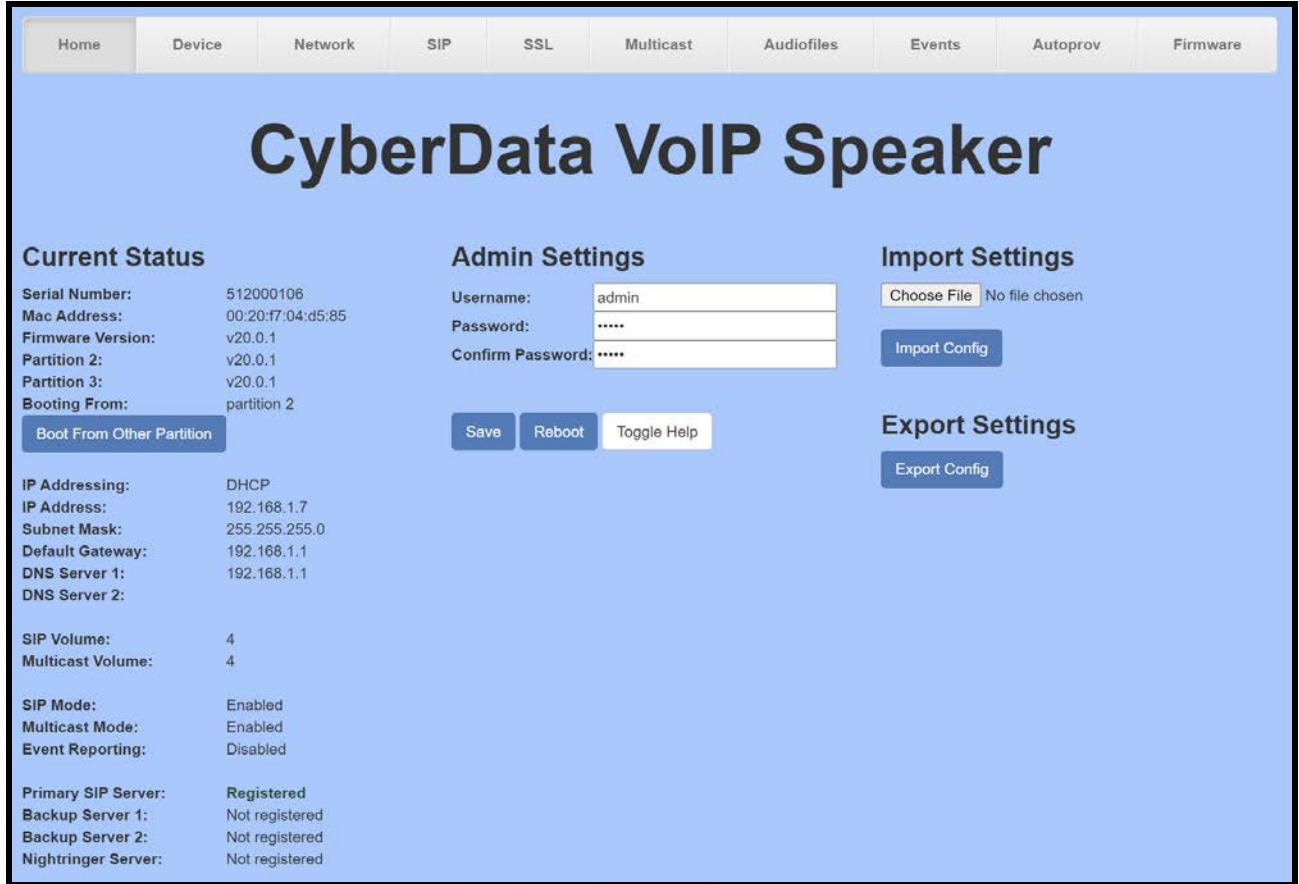 Home Device Network SIP SSL Multicast Audiofiles Events Autoprov Firmware
CyberData VoIP Speaker
Current Status
Serial Number: 512000106
Mac Address: 00:20:f7:04:d5:85
Firmware Version: v20.0.1
Partition 2: v20.0.1
Partition 3: v20.0.1
Booting From: partition 2
Boot From Other Partition
IP Addressing: DHCP
IP Address: 192.168.1.7
Subnet Mask: 255.255.255.0
Default Gateway: 192.168.1.1
DNS Server 1: 192.168.1.1
DNS Server 2:
SIP Volume: 4
Multicast Volume: 4
SIP Mode: Enabled
Multicast Mode: Enabled
Event Reporting: Disabled
Primary SIP Server: Registered
Backup Server 1: Not registered
Backup Server 2: Not registered
Nightringer Server: Not registered
Admin Settings
Username: admin
Password: •••••
Confirm Password: •••••
Save Reboot Toggle Help
Import Settings
Choose File No file chosen
Import Config
Export Settings
Export Config